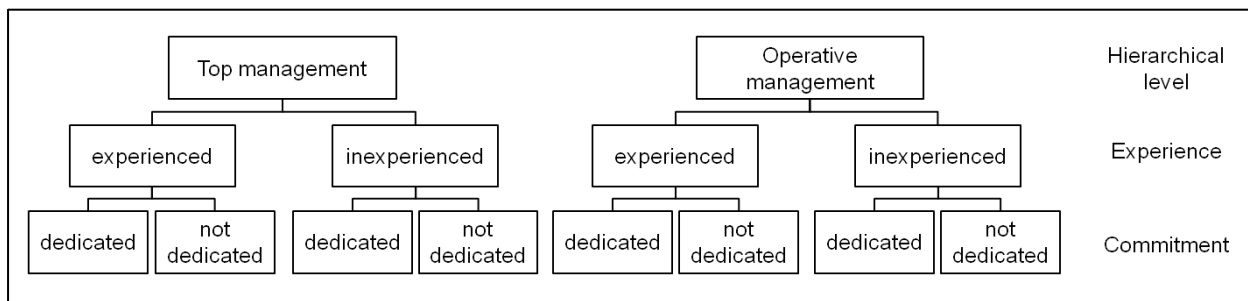 Top management
Operative
management
Hierarchical
level
experienced
inexperienced
experienced
inexperienced
Experience
dedicated
not
dedicated
dedicated
not
dedicated
dedicated
not
dedicated
dedicated
not
dedicated
Commitment